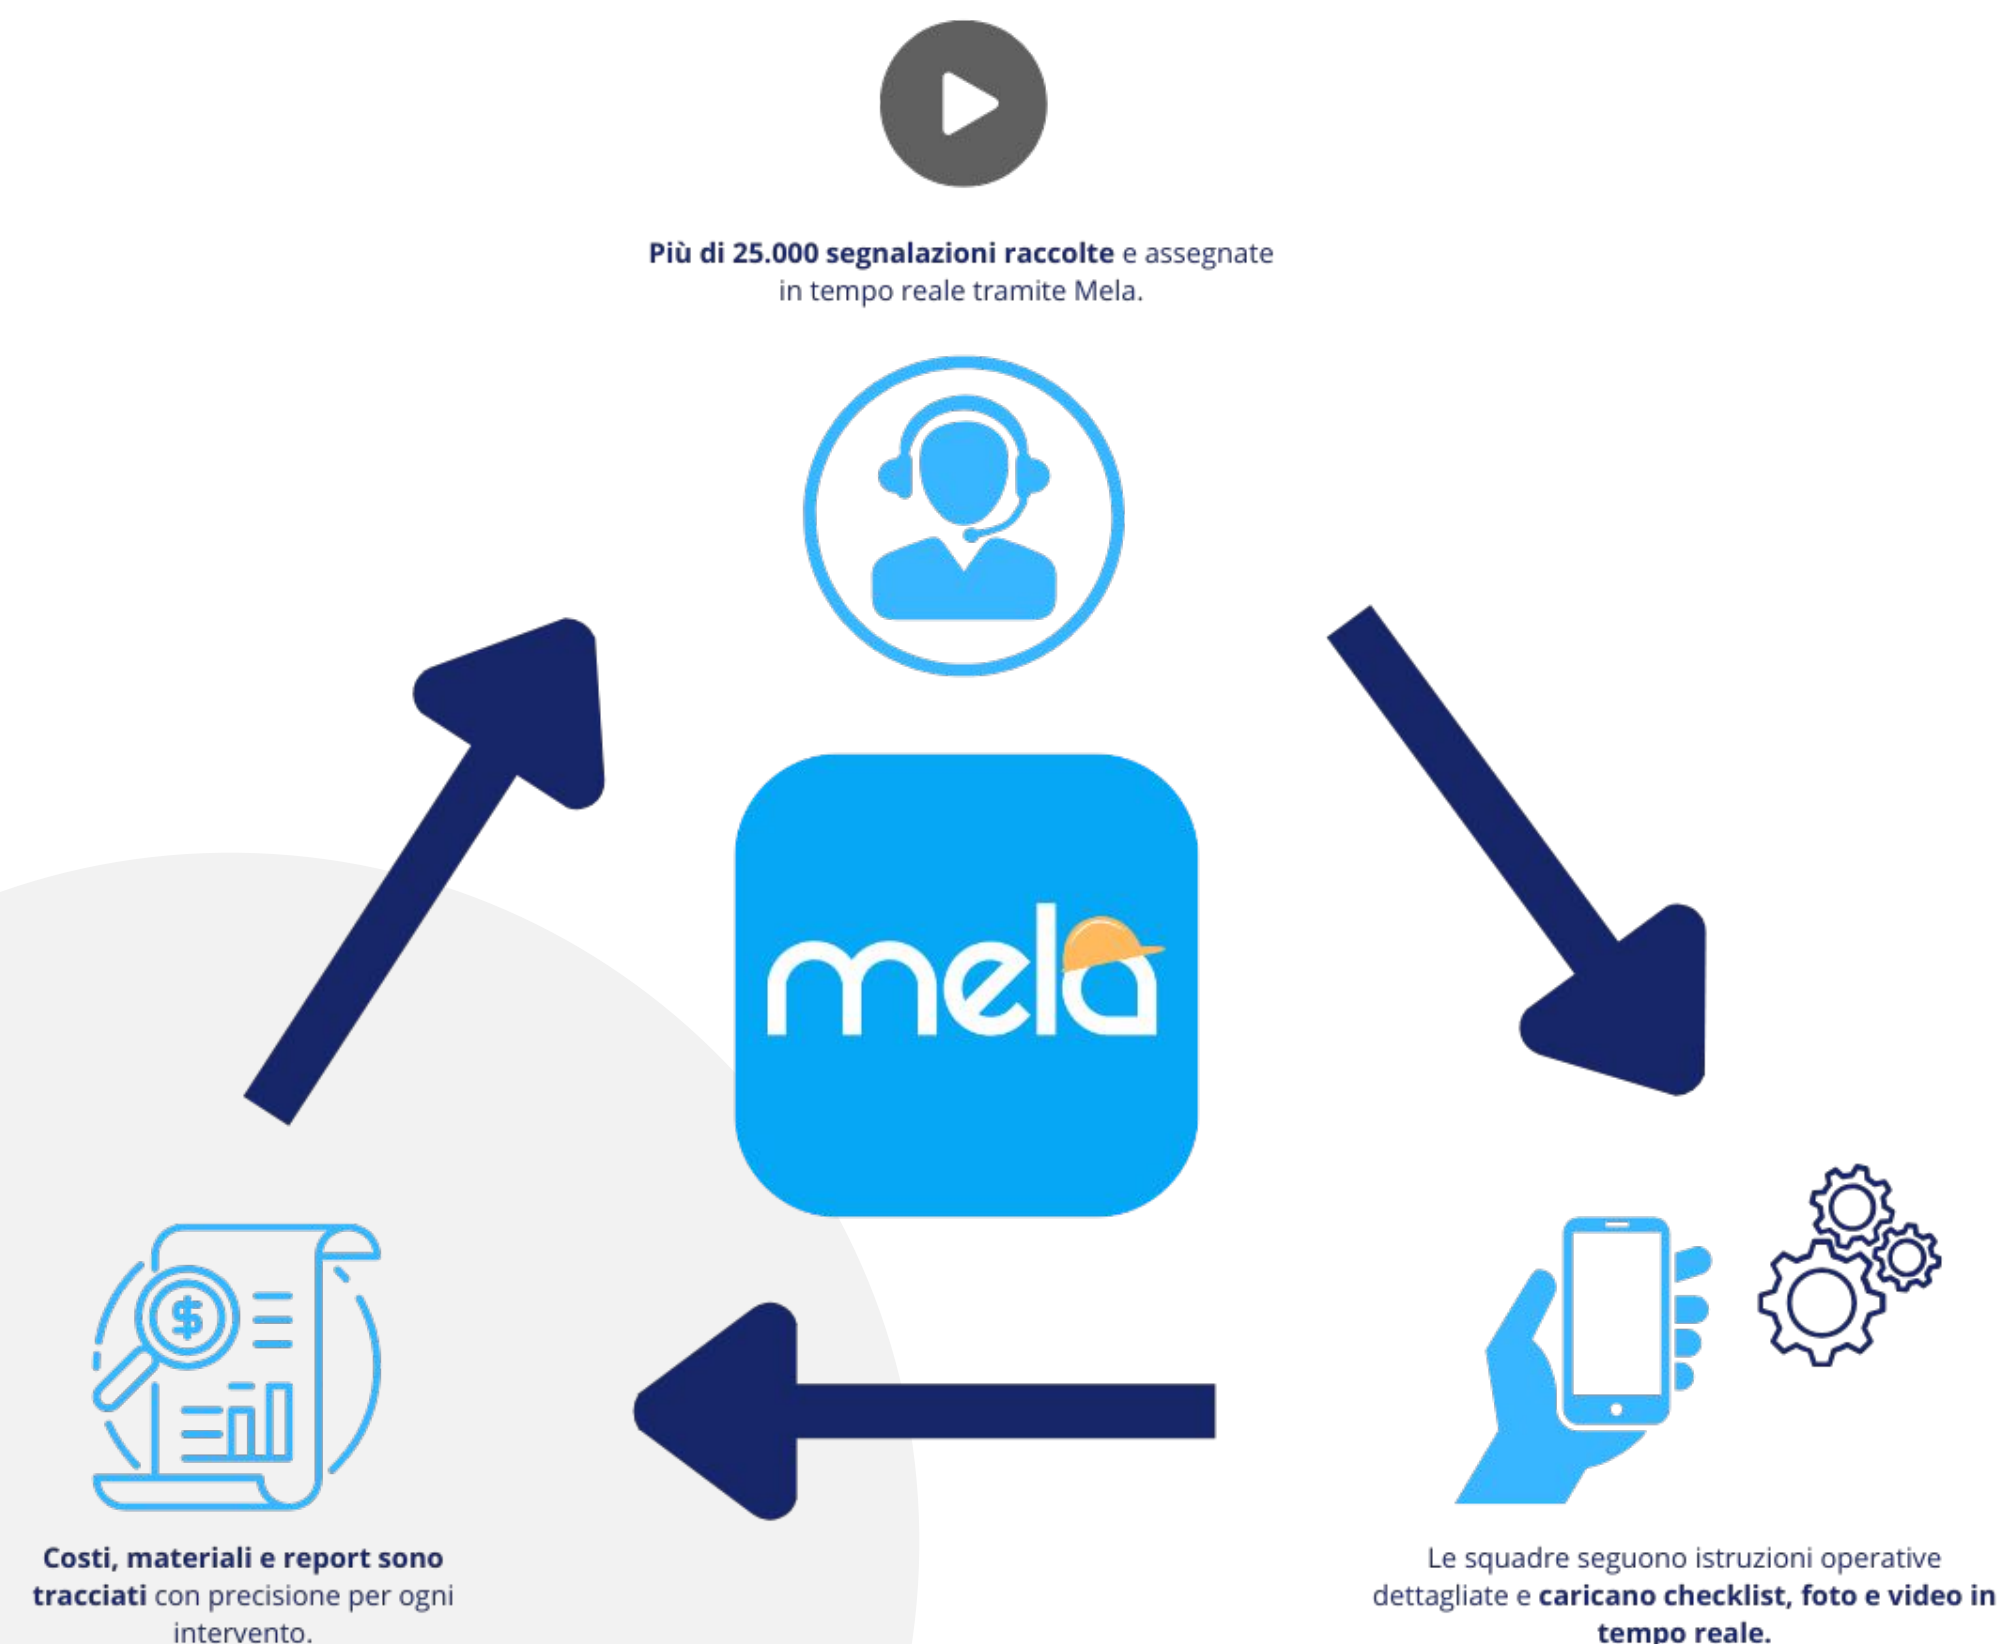 Più di 25.000 segnalazioni raccolte e assegnate
in tempo reale tramite Mela.
mela
$
Costi, materiali e report sono
tracciati con precisione per ogni
intervento.
Le squadre seguono istruzioni operative
dettagliate e caricano checklist, foto e video in
tempo reale.